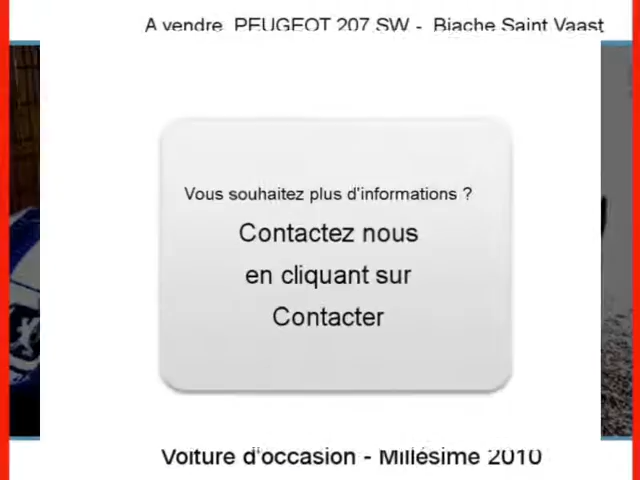 A vendre PEUGEOT 207 SW - Biache Saint Vaast
Vous souhaitez plus d'informations ?
Contactez nous
en cliquant sur
Contacter
Voiture d'occasion - Millésime 2010